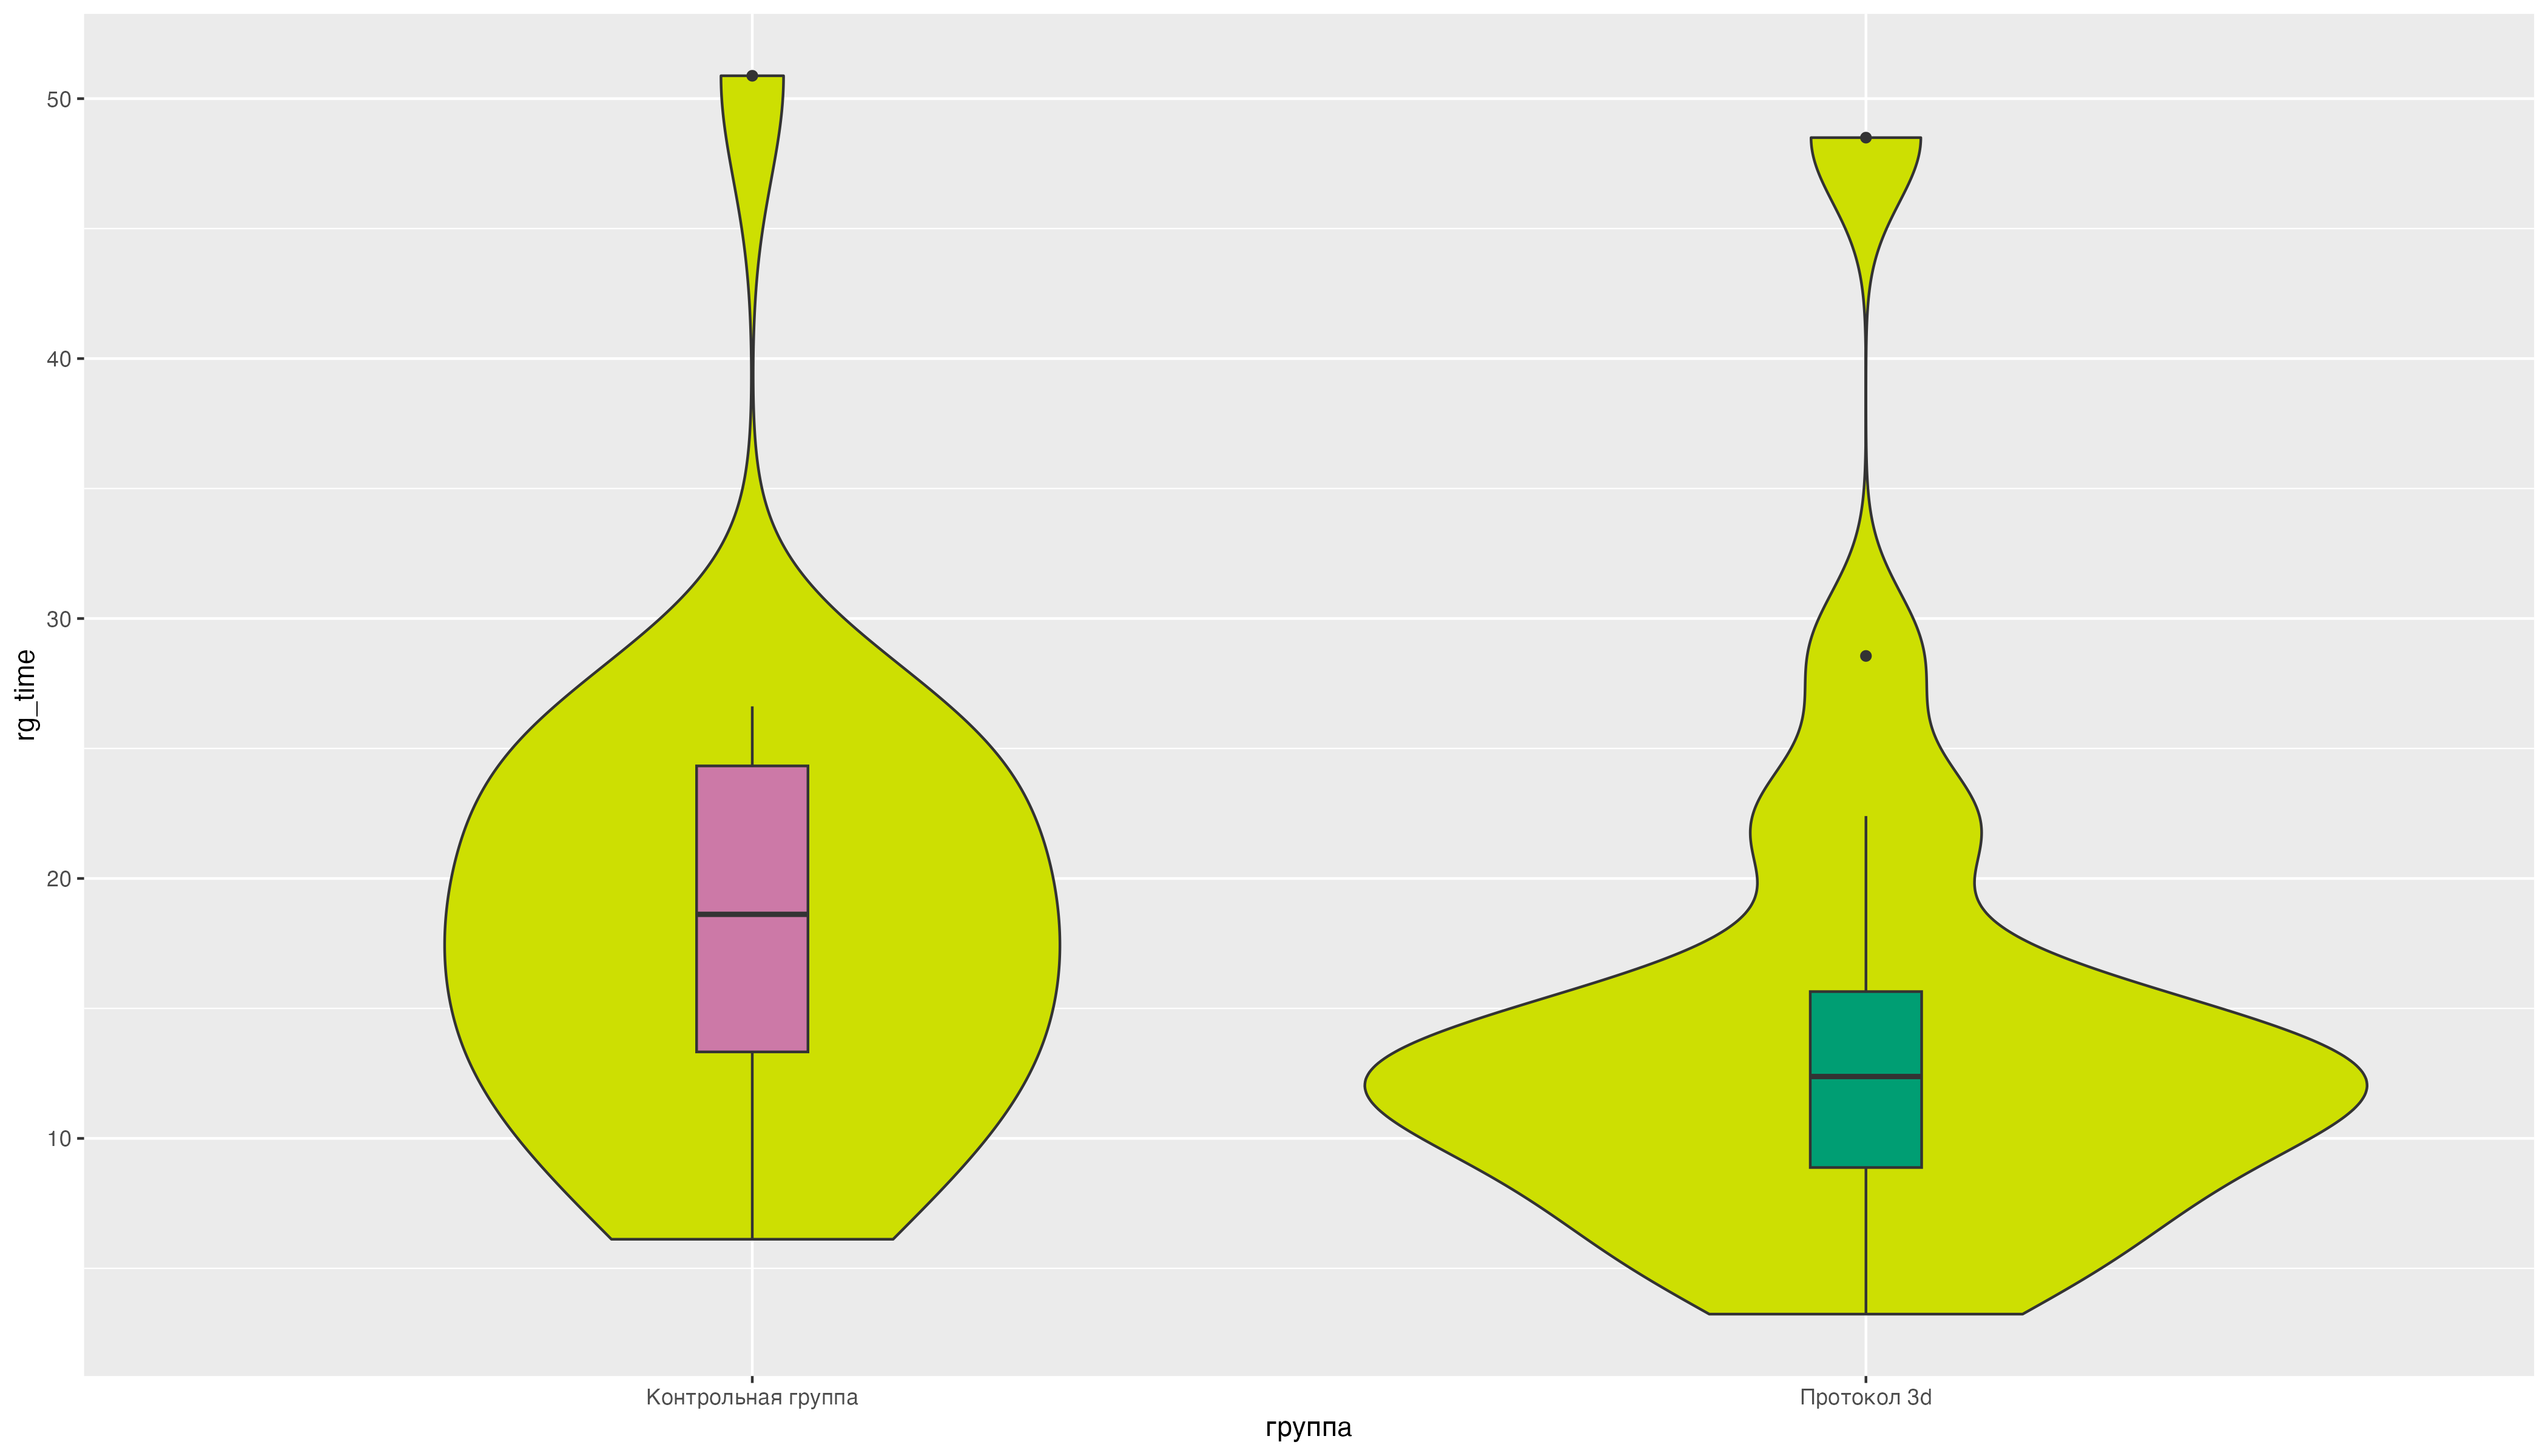 50
40
30
20
10
rg_time
Контрольная группа
Протокол 3d
группа